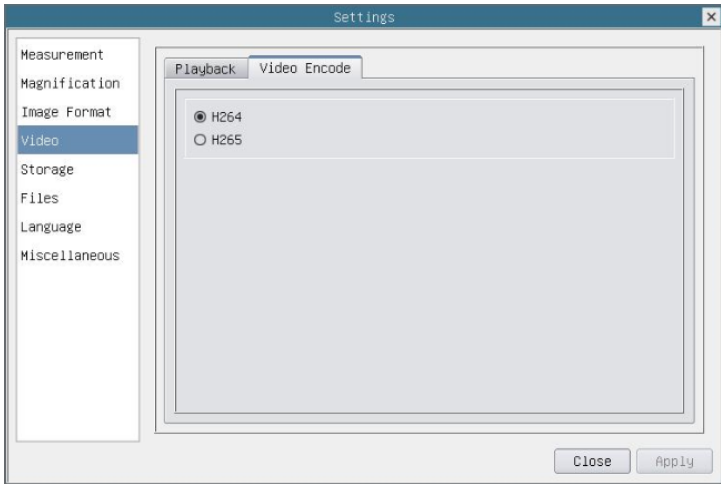 Settings
Measurement
Magnification
Image Format
Video
Storage
Files
Language
Miscellaneous
Playback
Video Encode
H264
H265
Close
Apply